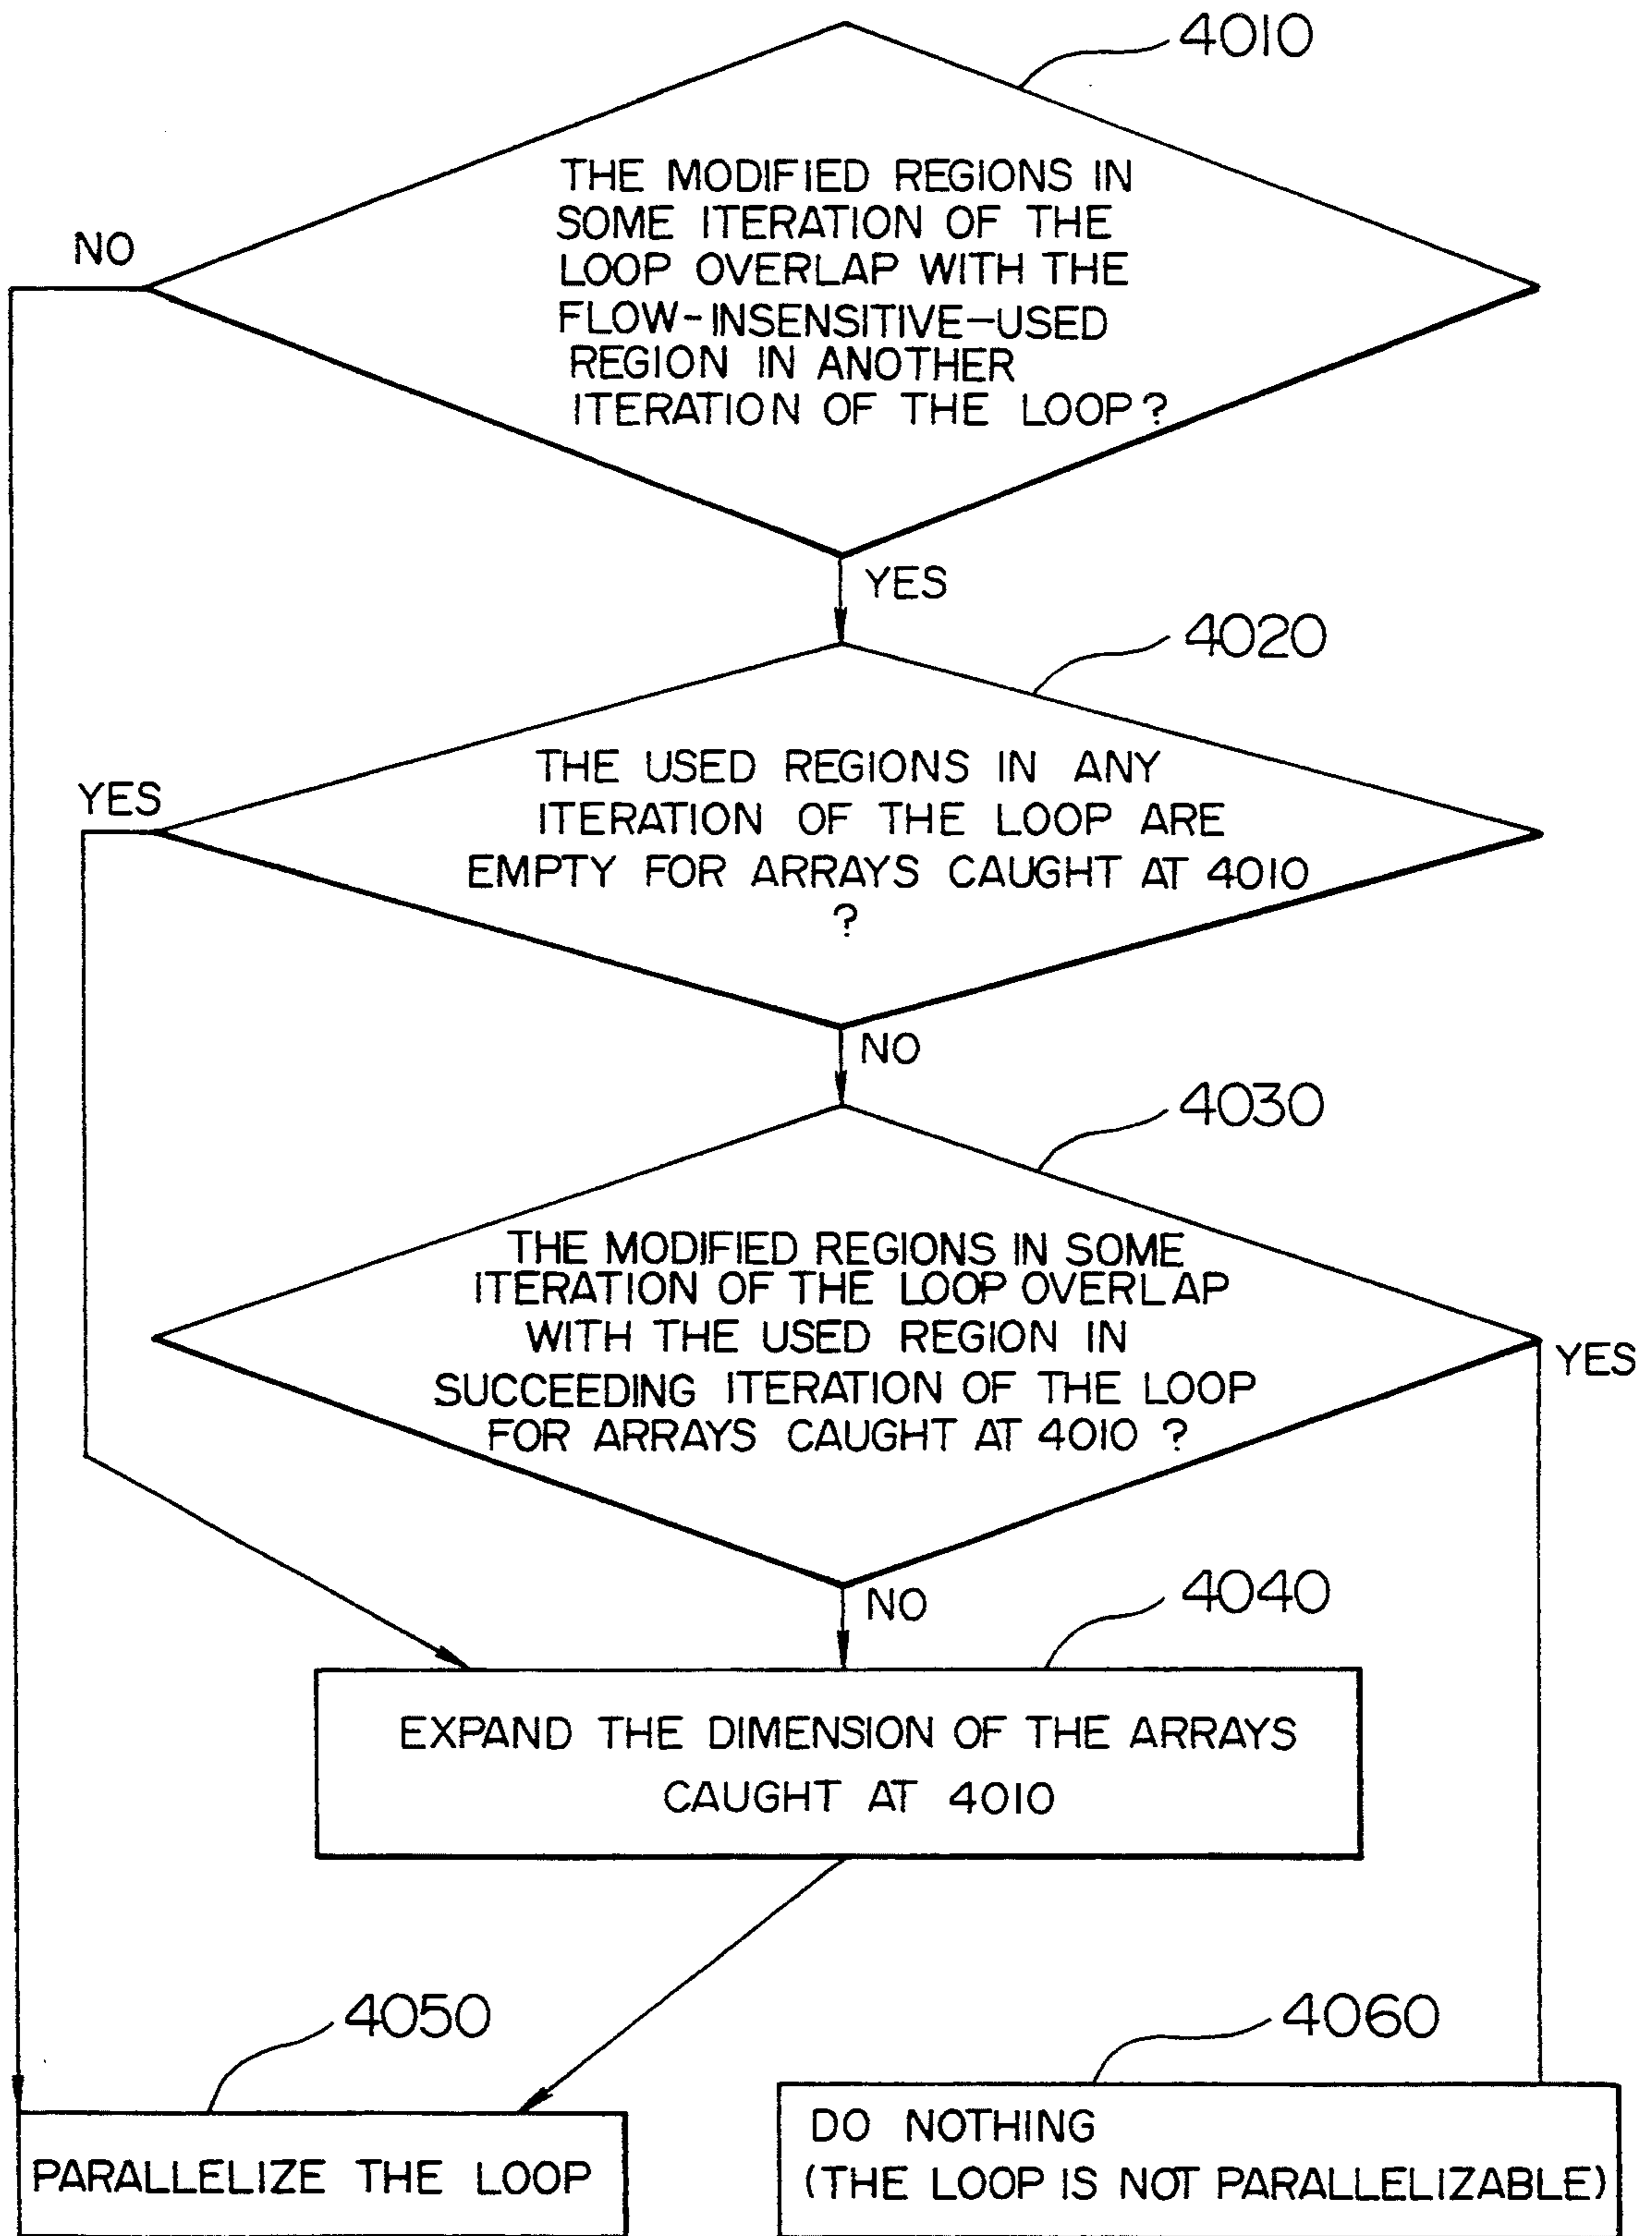 4010
THE MODIFIED REGIONS IN
SOME ITERATION OF THE
LOOP OVERLAP WITH THE
FLOW-INSENSITIVE-USED
REGION IN ANOTHER
ITERATION OF THE LOOP?
NO
YES
4020
THE USED REGIONS IN ANY
ITERATION OF THE LOOP ARE
EMPTY FOR ARRAYS CAUGHT AT 4010
?
YES
NO
4030
THE MODIFIED REGIONS IN SOME
ITERATION OF THE LOOP OVERLAP
WITH THE USED REGION IN
SUCCEEDING ITERATION OF THE LOOP
FOR ARRAYS CAUGHT AT 4010 ?
YES
NO
4040
EXPAND THE DIMENSION OF THE ARRAYS
CAUGHT AT 4010
4050
PARALLELIZE THE LOOP
4060
DO NOTHING
(THE LOOP IS NOT PARALLELIZABLE)